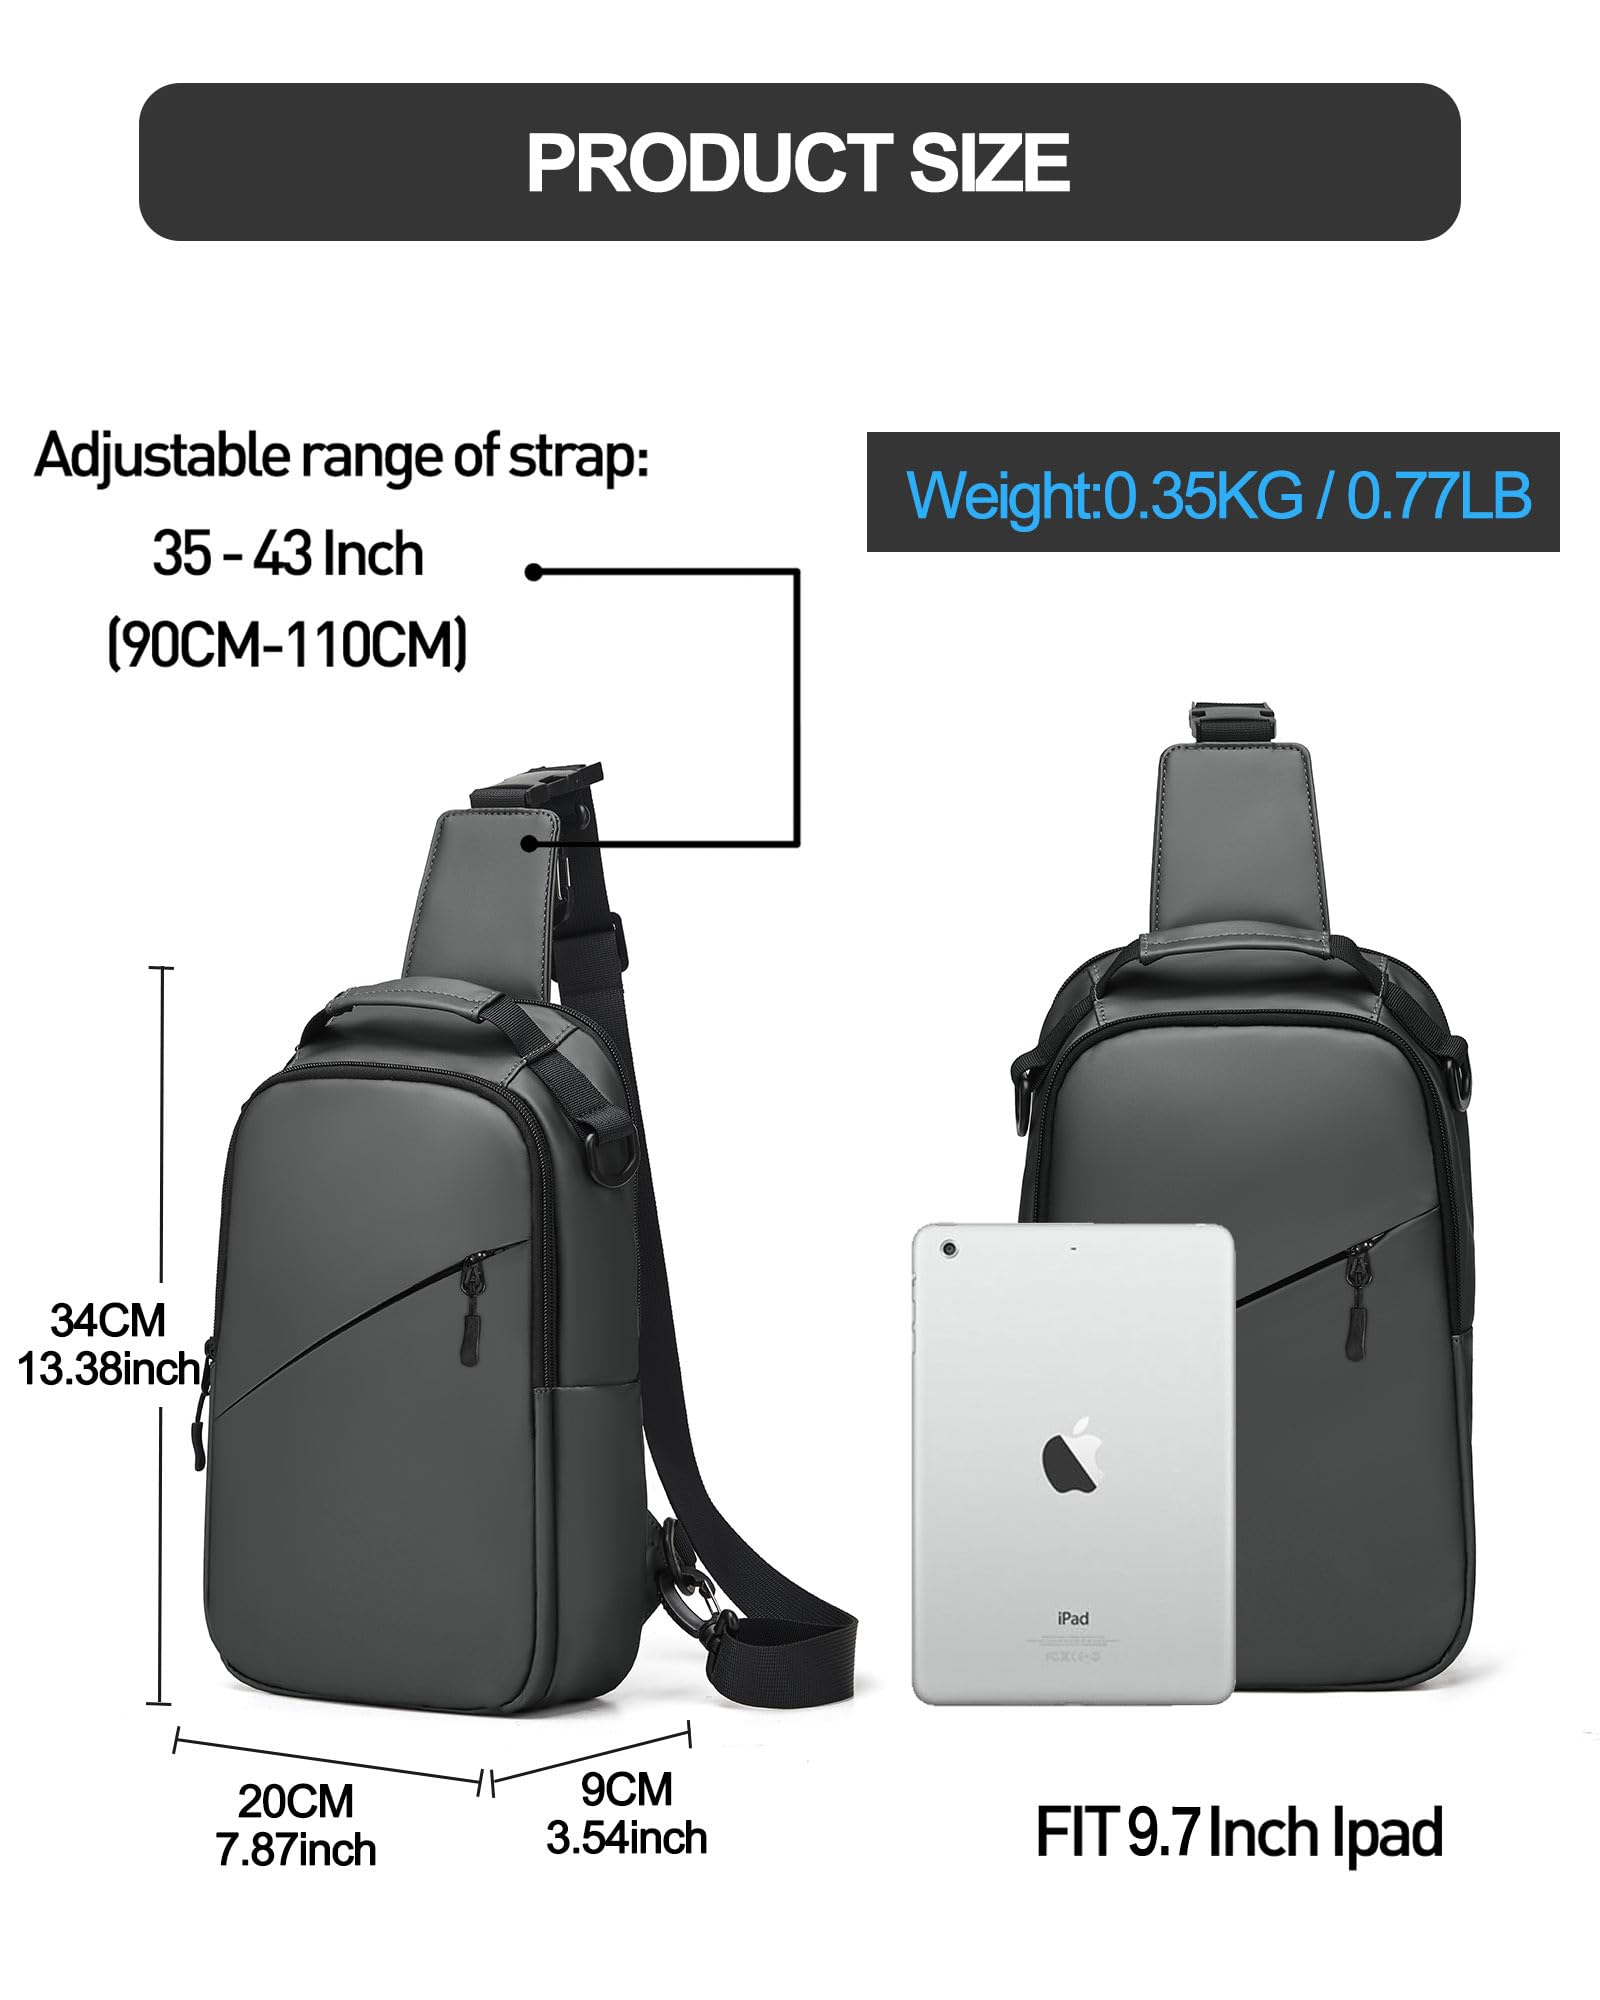 PRODUCT SIZE
Adjustable range of strap:
35 - 43 Inch
(90CM-110CM)
Weight:0.35KG / 0.77LB
34CM
13.38inch
20CM
7.87inch
9CM
3.54inch
iPad
FIT 9.7 Inch Ipad